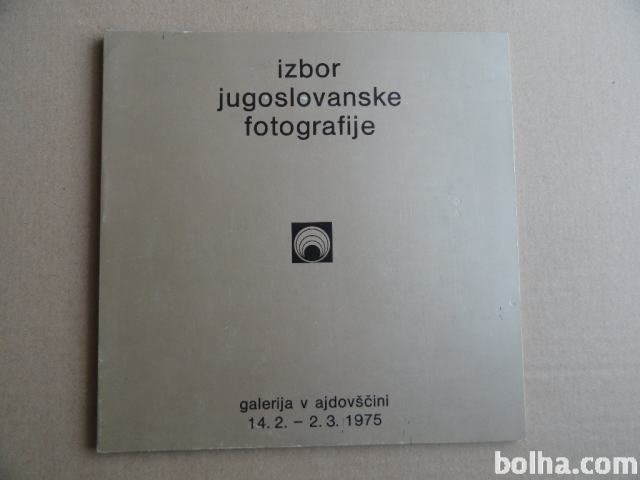 izbor
jugoslovanske
fotografije
galerija v ajdovščini
14. 2. – 2. 3. 1975
bolha.com